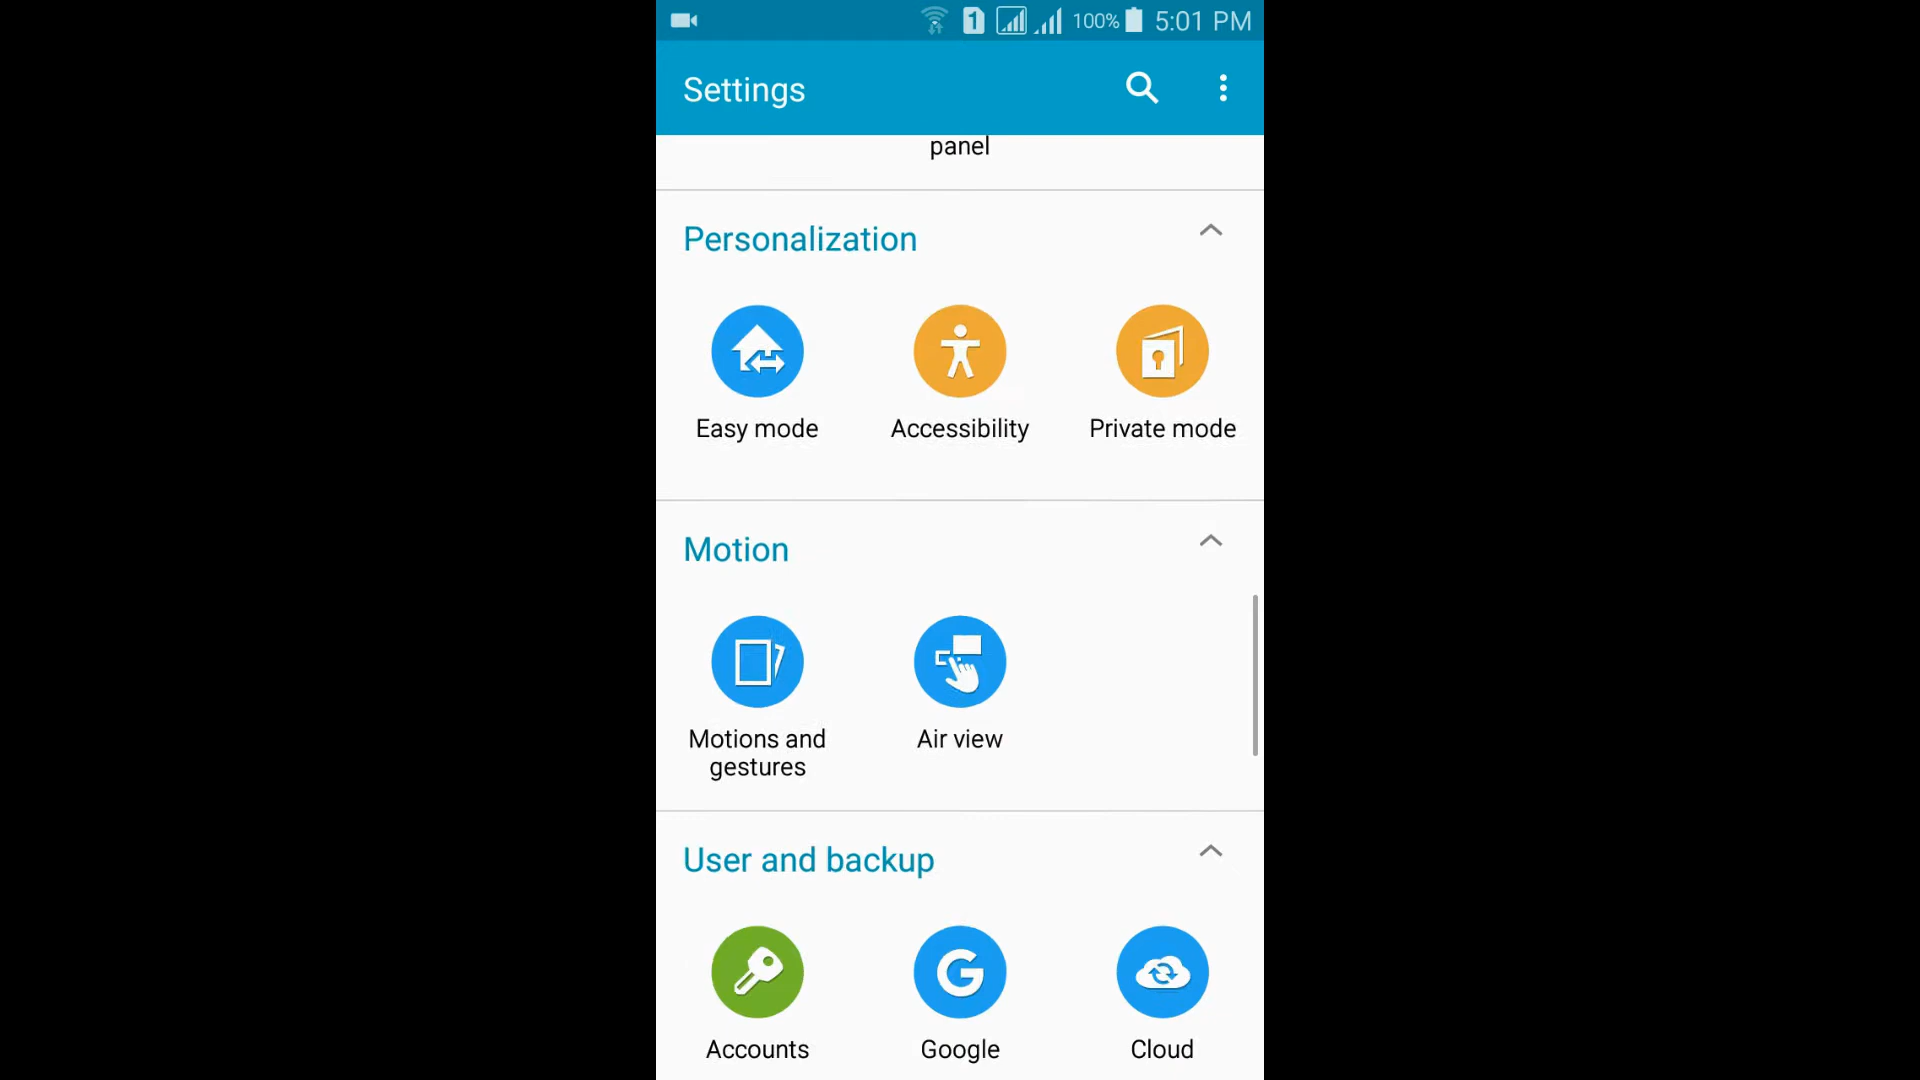 1 100% 5:01 PM
Settings
panel
Personalization
Easy mode Accessibility Private mode
Motion
Motions and Air view
gestures
User and backup
G
Accounts Google Cloud